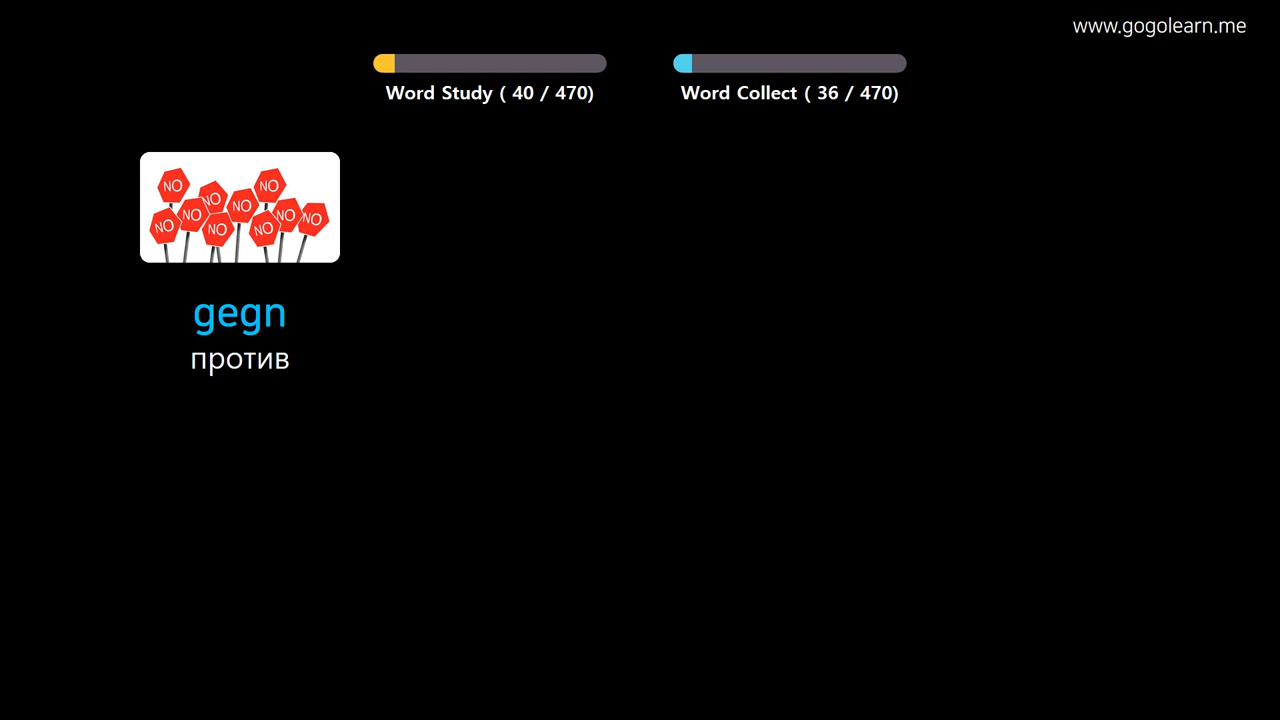 www.gogolearn.me
Word Study ( 40 / 470)
Word Collect ( 36 / 470)
NO NO NO NO NO NO NO NO NO NO
gegn
против